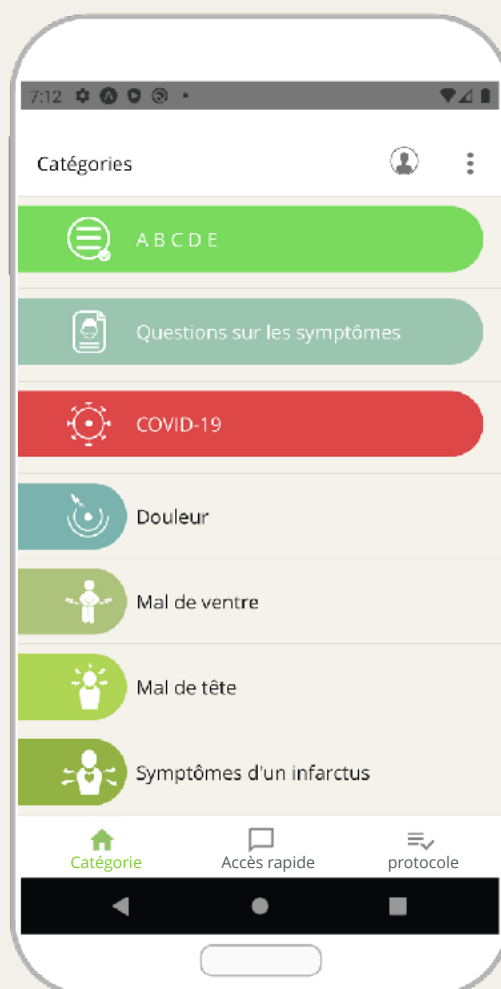 7:12
Catégories
A B C D E
Questions sur les symptômes
COVID-19
Douleur
Mal de ventre
Mal de tête
Symptômes d'un infarctus
Catégorie Accès rapide protocole